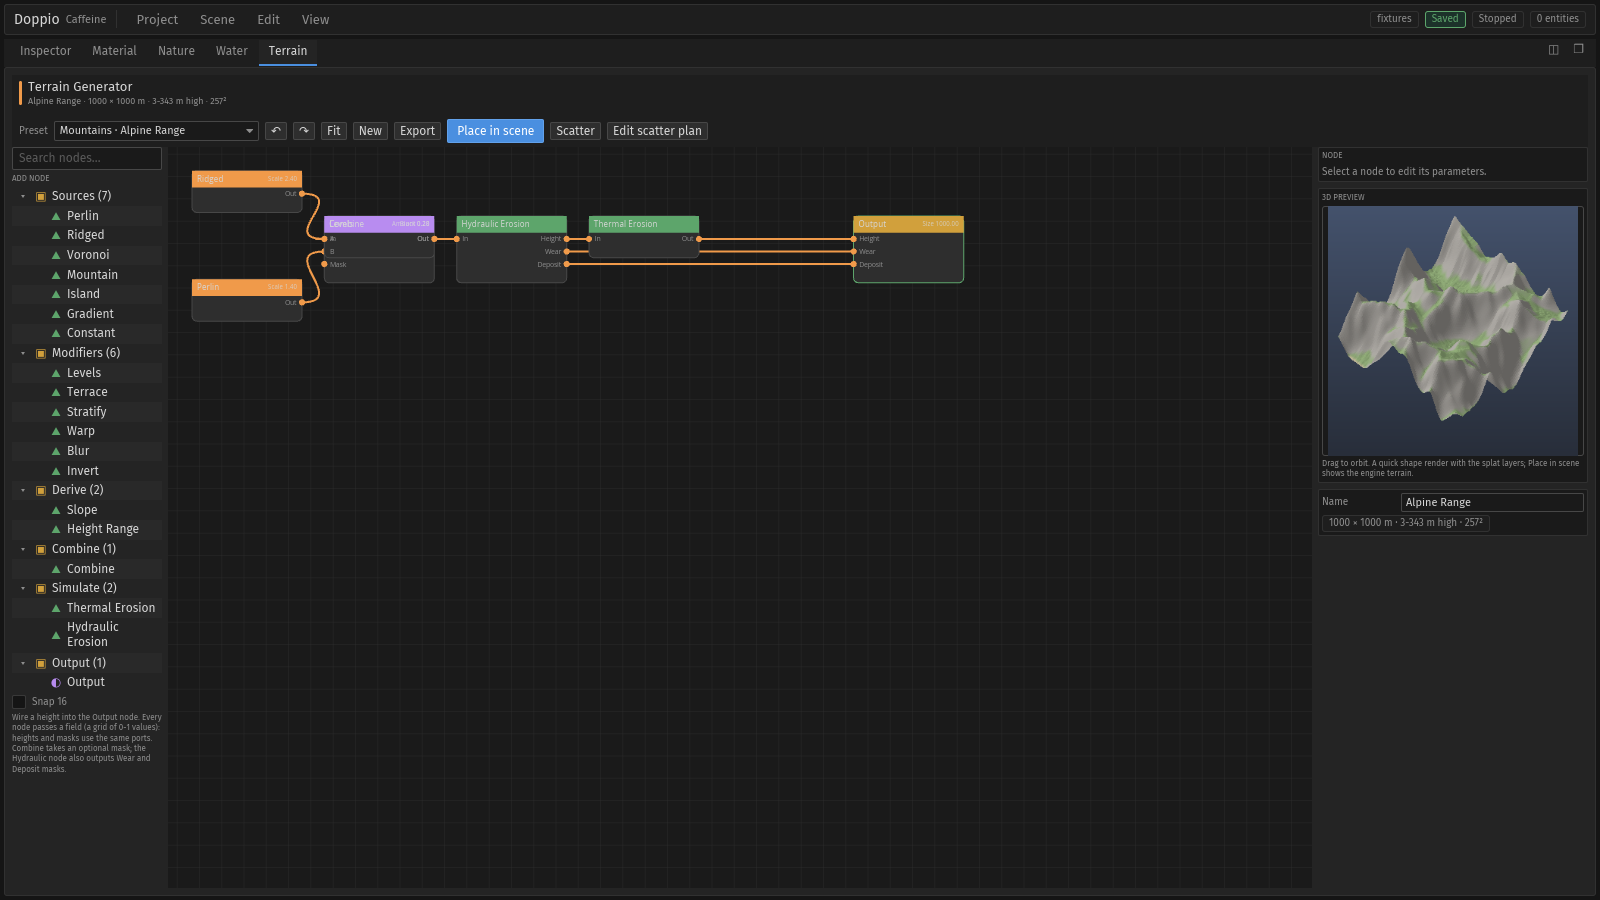 Doppio Caffeine Project Scene Edit View fixtures Saved Stopped 0 entities
Inspector Material Nature Water Terrain
Terrain Generator
Alpine Range · 1000 × 1000 m · 3-343 m high · 257²
Preset Mountains · Alpine Range Fit New Export Place in scene Scatter Edit scatter plan
Search nodes...
ADD NODE
Sources (7)
Perlin
Ridged
Voronoi
Mountain
Island
Gradient
Constant
Modifiers (6)
Levels
Terrace
Stratify
Warp
Blur
Invert
Derive (2)
Slope
Height Range
Combine (1)
Combine
Simulate (2)
Thermal Erosion
Hydraulic
Erosion
Output (1)
Output
Snap 16
Wire a height into the Output node. Every
node passes a field (a grid of 0-1 values):
heights and masks use the same ports.
Combine takes an optional mask; the
Hydraulic node also outputs Wear and
Deposit masks.
Ridged Scale 2.40
Out
Out
B
Mask
Perlin Scale 1.40
Out
Hydraulic Erosion
In Height
Wear
Deposit
Thermal Erosion
In Out
Output Size 1000.00
Height
Wear
Deposit
NODE
Select a node to edit its parameters.
3D PREVIEW
Drag to orbit. A quick shape render with the splat layers; Place in scene
shows the engine terrain.
Name Alpine Range
1000 × 1000 m · 3-343 m high · 257²